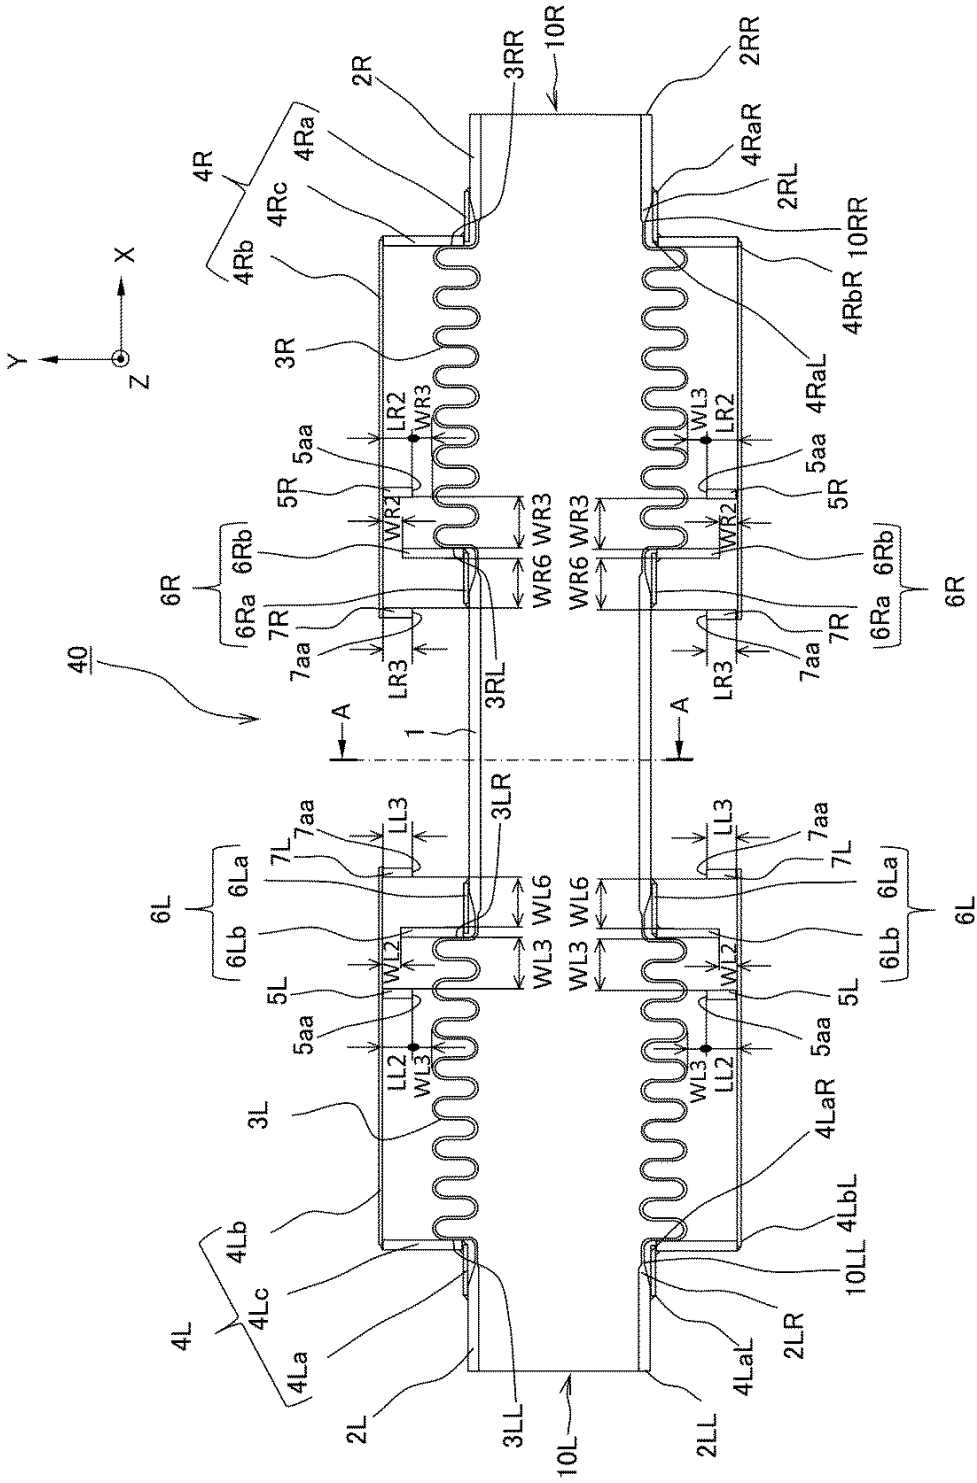 Y
40
X
Z
4L
6L
6R
4R
4Lb
6Lb
6La
6Ra
6Rb
4Rb
4Lc
3L
5L
7L
7R
5R
3R
4Rc
4La
5aa
7aa
7aa
5aa
4Ra
A
2L
LL2
WL2
LL3
LR3
WR2
LR2
2R
WL3
WR3
1
3LL
3LR
3RL
3RR
WL3
WL6
WR6
WR3
10L
10R
WL3
WL6
WR6
WR3
A
2LL
WL3
WL3
2RR
LL2
WL2
LL3
LR3
WR2
LR2
4LaL
4RaR
2LR
5aa
7aa
7aa
5aa
2RL
4LaR
4RaL
10LL
5L
7L
7R
5R
10RR
4LbL
6Lb
6La
6Ra
6Rb
4RbR
6L
6R